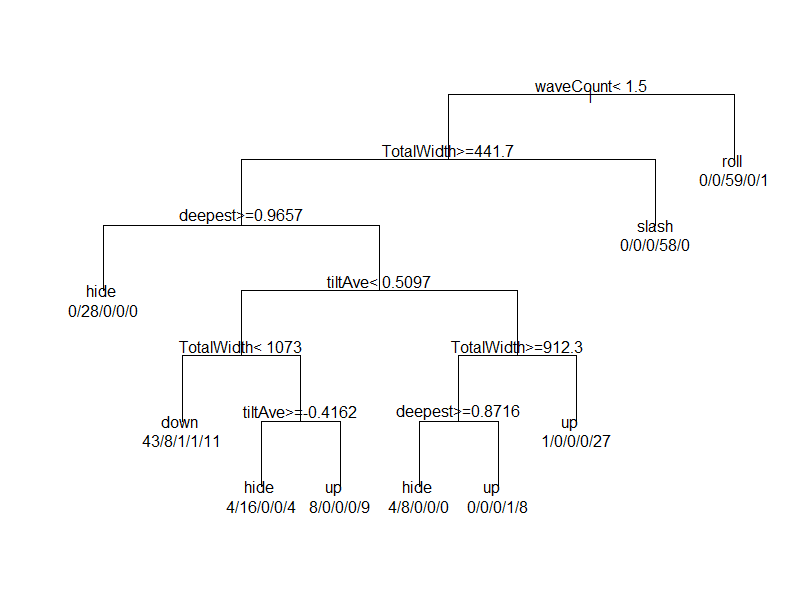 waveCount< 1.5
TotalWidth>=441.7
roll
0/0/59/0/1
deepest>=0.9657
slash
0/0/0/58/0
tiltAve< 0.5097
hide
0/28/0/0/0
TotalWidth< 1073
TotalWidth>=912.3
down
43/8/1/1/11
tiltAve>=-0.4162
deepest>=0.8716
up
1/0/0/0/27
hide
4/16/0/0/4
up
8/0/0/0/9
hide
4/8/0/0/0
up
0/0/0/1/8